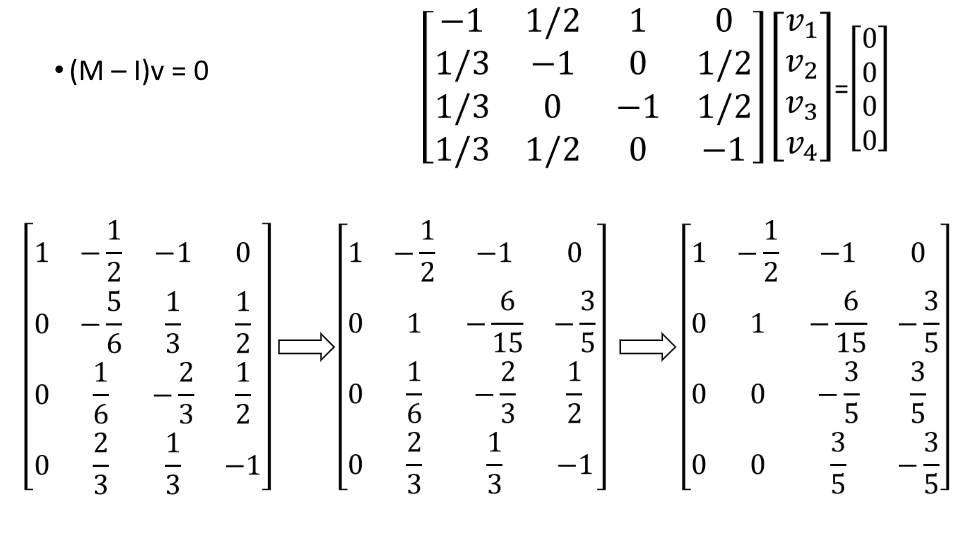 • (M – I)v = 0
[−1 1/2 1 0] [v₁] = [0]
[1/3 −1 0 1/2] [v₂] [0]
[1/3 0 −1 1/2] [v₃] [0]
[1/3 1/2 0 −1] [v₄] [0]
[1 −1/2 −1 0] [1 −1/2 −1 0] [1 −1/2 −1 0]
[0 −5/6 1/3 1/2] [0 1 −6/15 −3/5] [0 1 −6/15 −3/5]
[0 1/6 −2/3 1/2] ⇨ [0 1/6 −2/3 1/2] ⇨ [0 0 −3/5 3/5]
[0 2/3 1/3 −1] [0 2/3 1/3 −1] [0 0 3/5 −3/5]